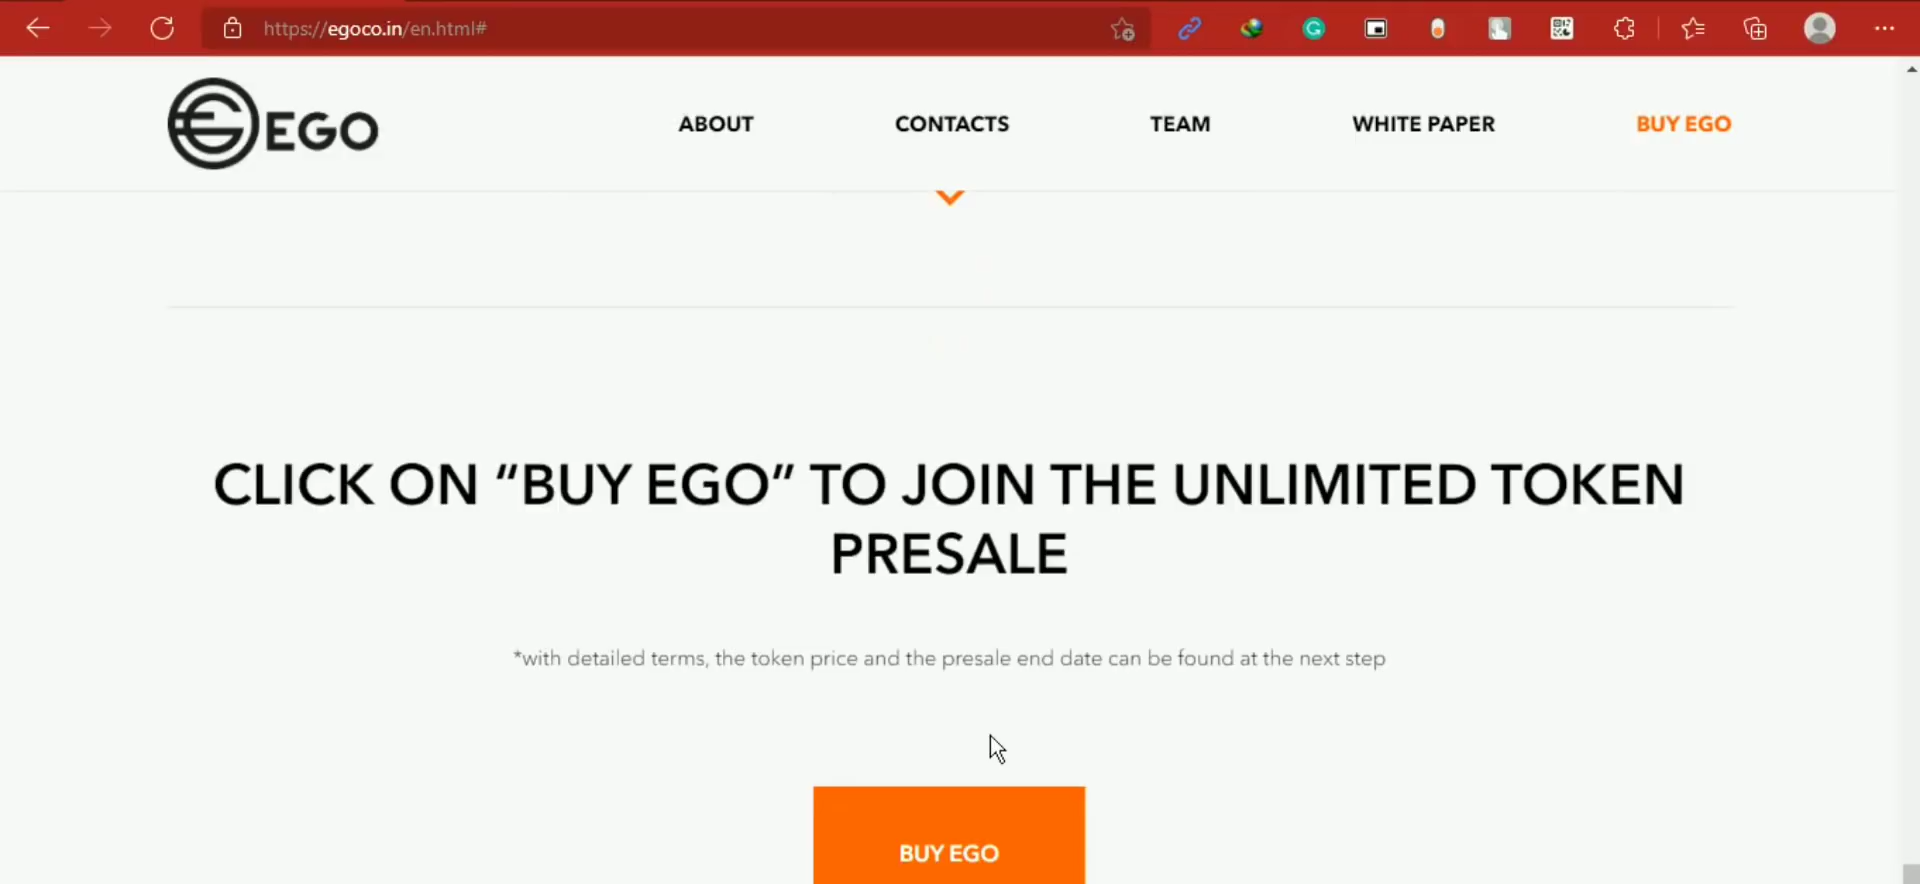 https://egoco.in/en.html#
EGO
ABOUT
CONTACTS
TEAM
WHITE PAPER
BUY EGO
CLICK ON “BUY EGO” TO JOIN THE UNLIMITED TOKEN
PRESALE
*with detailed terms, the token price and the presale end date can be found at the next step
BUY EGO